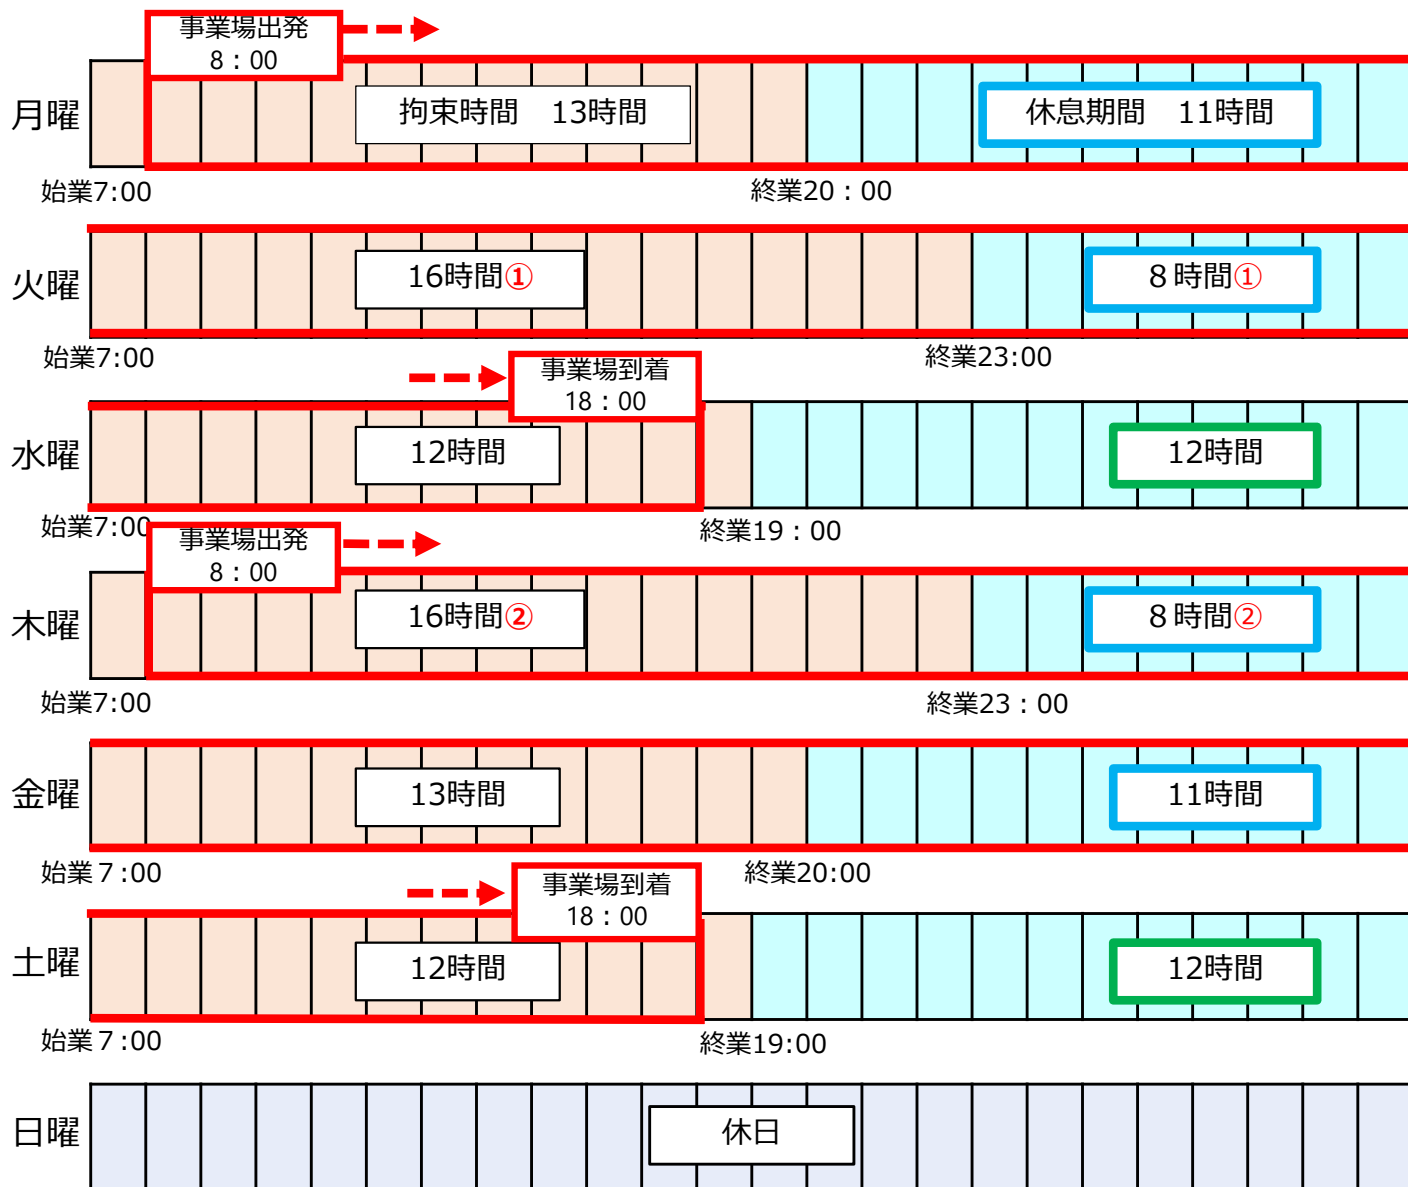 事業場出発
8：00
月曜
拘束時間　13時間
休息期間　11時間
始業7:00
終業20：00
火曜
16時間①
８時間①
始業7:00
終業23:00
事業場到着
18：00
水曜
12時間
12時間
始業7:00
終業19：00
事業場出発
8：00
木曜
16時間②
８時間②
始業7:00
終業23：00
金曜
13時間
11時間
始業７:00
終業20:00
事業場到着
18：00
土曜
12時間
12時間
始業７:00
終業19:00
日曜
休日